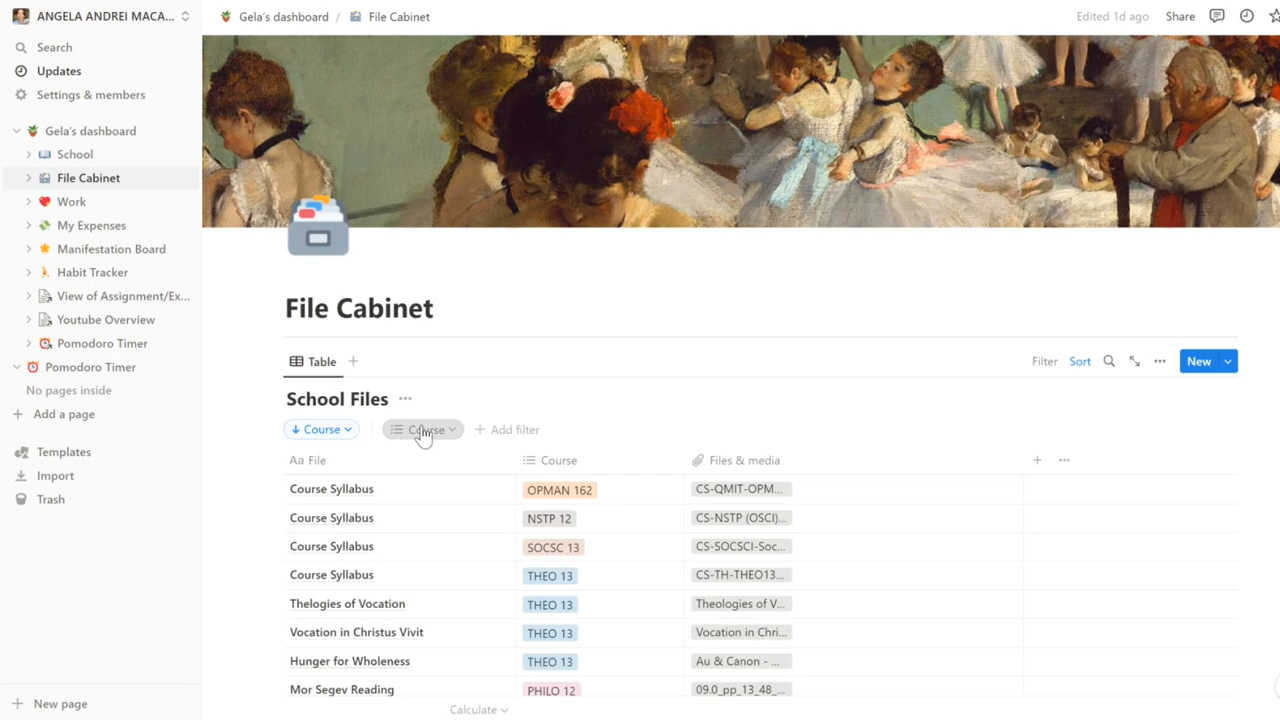 ANGELA ANDREI MACA...
Search
Updates
Settings & members
Gela's dashboard
School
File Cabinet
Work
My Expenses
Manifestation Board
Habit Tracker
View of Assignment/Ex...
Youtube Overview
Pomodoro Timer
Pomodoro Timer
No pages inside
Add a page
Templates
Import
Trash
New page
Gela's dashboard / File Cabinet
Edited 1d ago Share
File Cabinet
Table
Filter Sort New
School Files
Course Course Add filter
Aa File Course Files & media
Course Syllabus OPMAN 162 CS-QMIT-OPM...
Course Syllabus NSTP 12 CS-NSTP (OSCI)...
Course Syllabus SOCSC 13 CS-SOCSCI-Soc...
Course Syllabus THEO 13 CS-TH-THEO13...
Thelogies of Vocation THEO 13 Theologies of V...
Vocation in Christus Vivit THEO 13 Vocation in Chri...
Hunger for Wholeness THEO 13 Au & Canon - ...
Mor Segev Reading PHILO 12 09.0_pp_13_48_...
Calculate